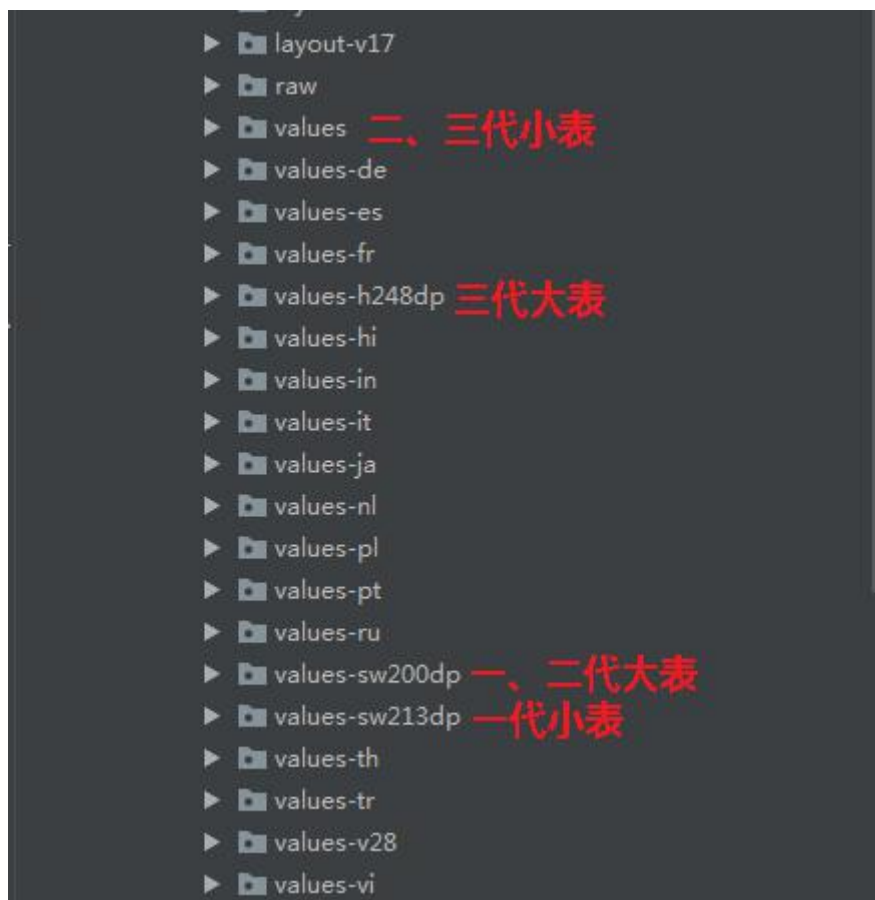 layout-v17
raw
values 二、三代小表
values-de
values-es
values-fr
values-h248dp 三代大表
values-hi
values-in
values-it
values-ja
values-nl
values-pl
values-pt
values-ru
values-sw200dp 一、二代大表
values-sw213dp 一代小表
values-th
values-tr
values-v28
values-vi